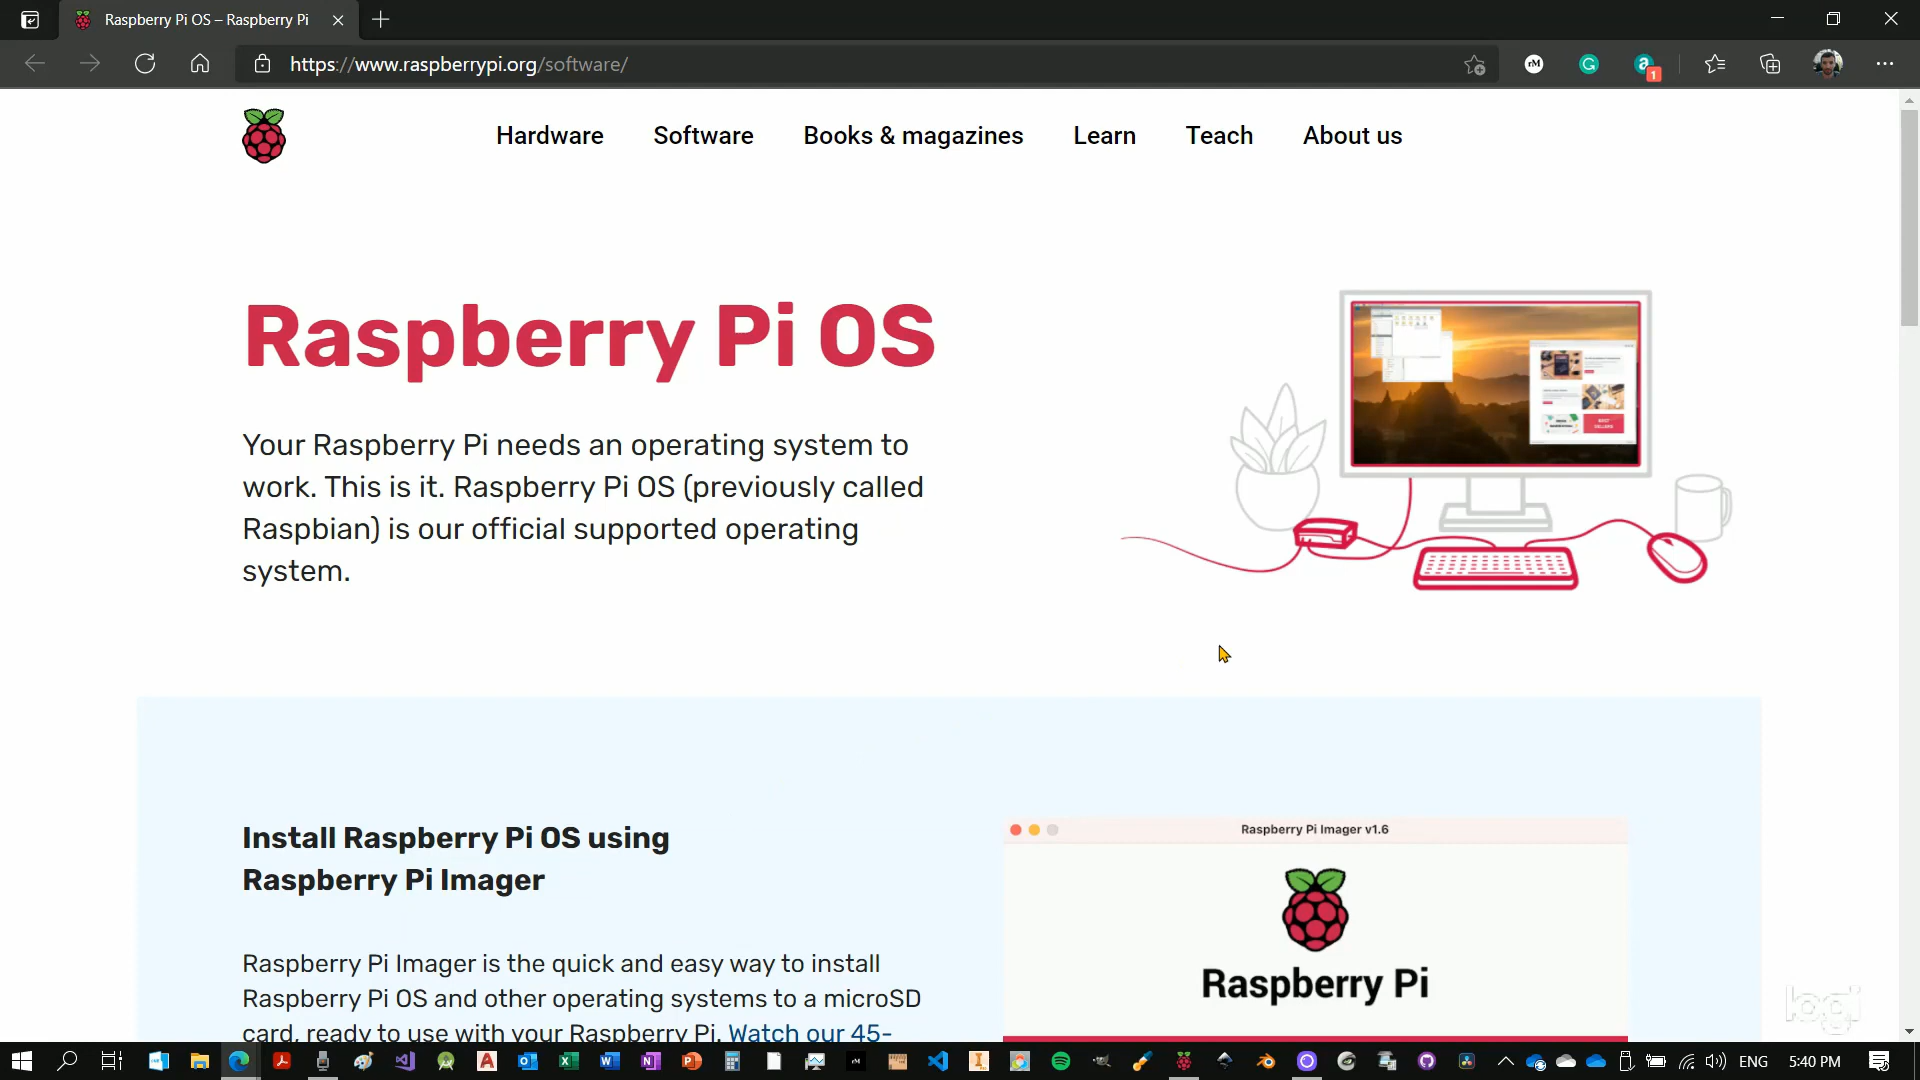 Raspberry Pi OS – Raspberry Pi
https://www.raspberrypi.org/software/
1
Hardware Software Books & magazines Learn Teach About us
Raspberry Pi OS
Your Raspberry Pi needs an operating system to
work. This is it. Raspberry Pi OS (previously called
Raspbian) is our official supported operating
system.
Install Raspberry Pi OS using
Raspberry Pi Imager
Raspberry Pi Imager is the quick and easy way to install
Raspberry Pi OS and other operating systems to a microSD
card, ready to use with your Raspberry Pi. Watch our 45-
Raspberry Pi Imager v1.6
Raspberry Pi
logi
ENG 5:40 PM